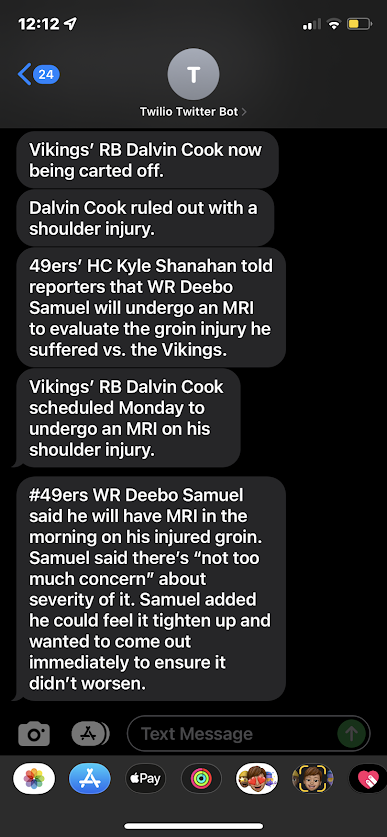 12:12
24
T
Twilio Twitter Bot
Vikings’ RB Dalvin Cook now
being carted off.
Dalvin Cook ruled out with a
shoulder injury.
49ers’ HC Kyle Shanahan told
reporters that WR Deebo
Samuel will undergo an MRI
to evaluate the groin injury he
suffered vs. the Vikings.
Vikings’ RB Dalvin Cook
scheduled Monday to
undergo an MRI on his
shoulder injury.
#49ers WR Deebo Samuel
said he will have MRI in the
morning on his injured groin.
Samuel said there’s “not too
much concern” about
severity of it. Samuel added
he could feel it tighten up and
wanted to come out
immediately to ensure it
didn’t worsen.
Text Message
Pay